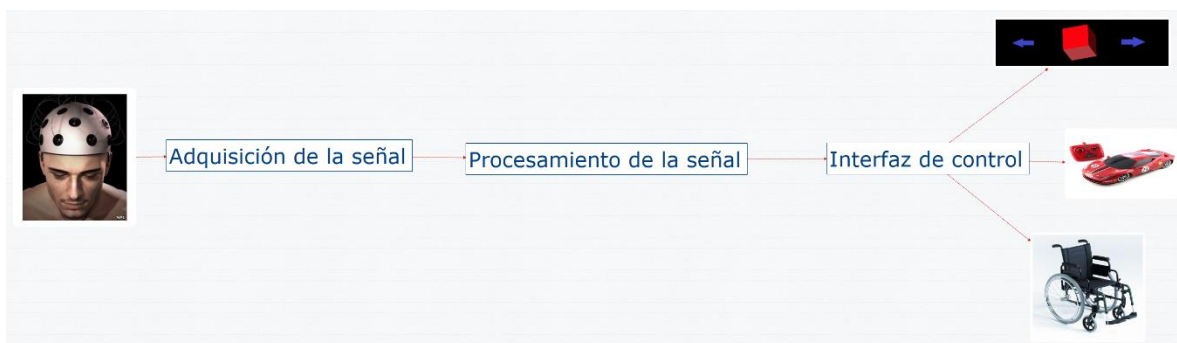 Adquisición de la señal
Procesamiento de la señal
Interfaz de control